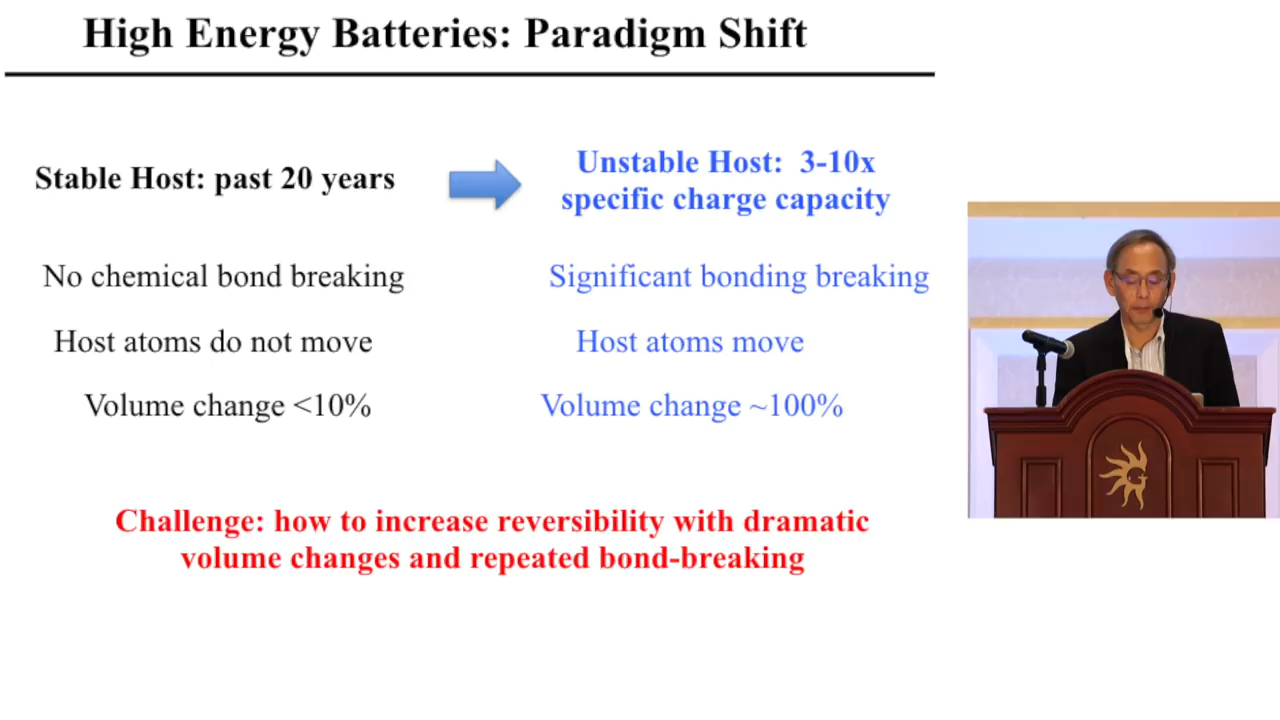 High Energy Batteries: Paradigm Shift
Stable Host: past 20 years
Unstable Host: 3-10x
specific charge capacity
No chemical bond breaking
Significant bonding breaking
Host atoms do not move
Host atoms move
Volume change <10%
Volume change ~100%
Challenge: how to increase reversibility with dramatic
volume changes and repeated bond-breaking